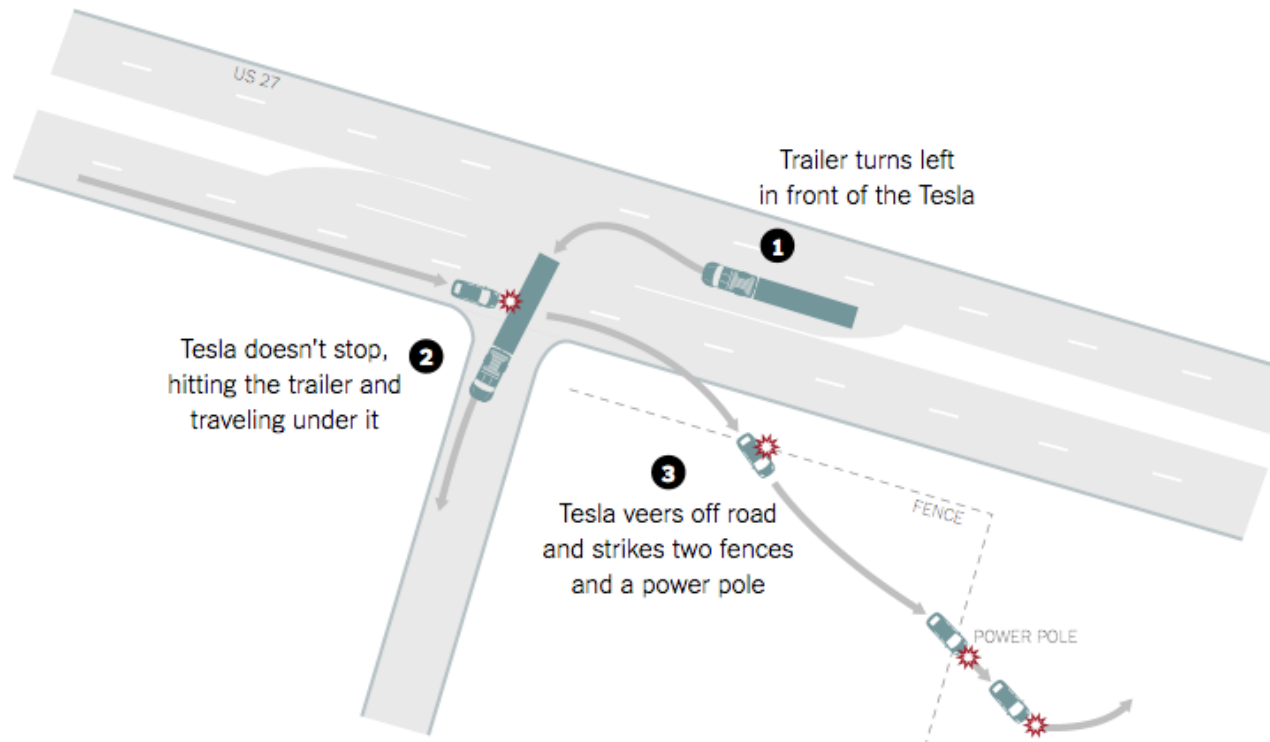 US 27
Trailer turns left
in front of the Tesla
1
Tesla doesn't stop,
hitting the trailer and
traveling under it
2
3
Tesla veers off road
and strikes two fences
and a power pole
FENCE
POWER POLE